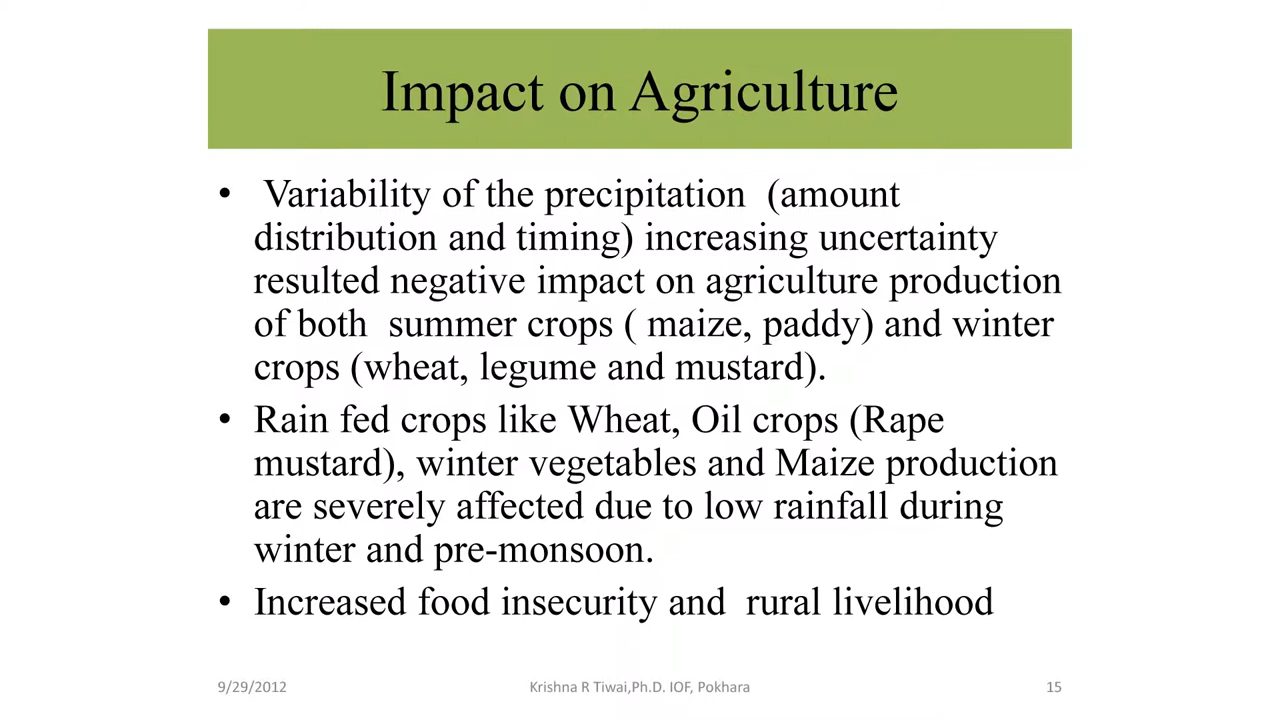 Impact on Agriculture
• Variability of the precipitation (amount
distribution and timing) increasing uncertainty
resulted negative impact on agriculture production
of both summer crops ( maize, paddy) and winter
crops (wheat, legume and mustard).
• Rain fed crops like Wheat, Oil crops (Rape
mustard), winter vegetables and Maize production
are severely affected due to low rainfall during
winter and pre-monsoon.
• Increased food insecurity and rural livelihood
9/29/2012 Krishna R Tiwai,Ph.D. IOF, Pokhara 15